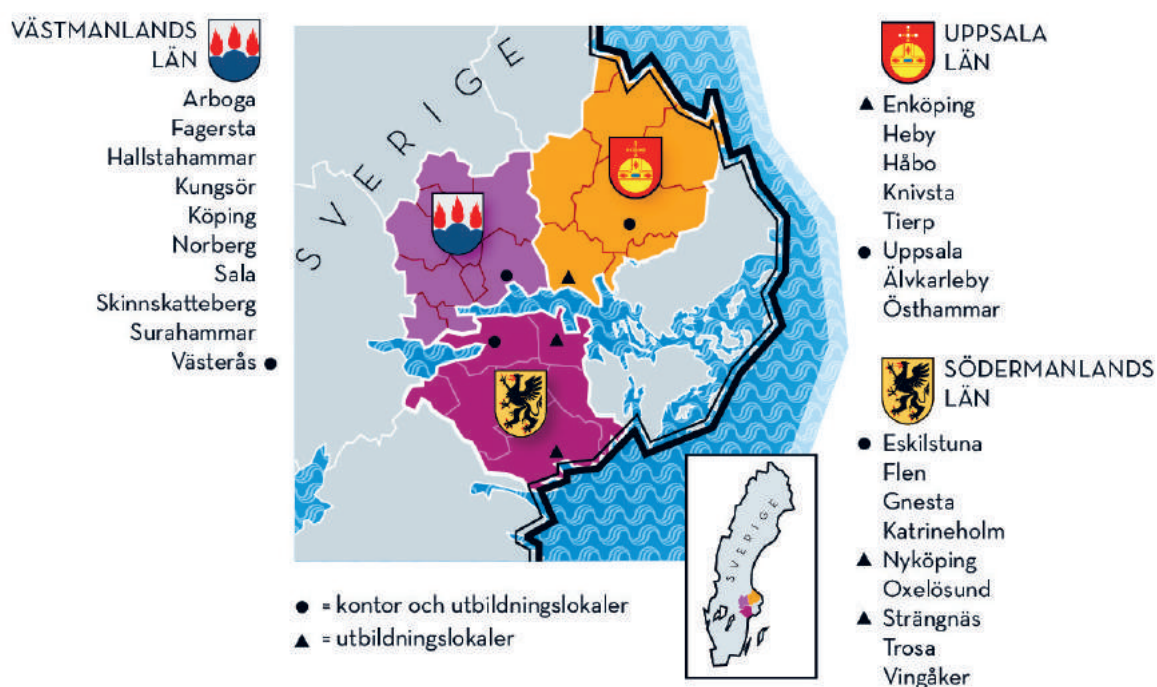 VÄSTMANLANDS
LÄN
Arboga
Fagersta
Hallstahammar
Kungsör
Köping
Norberg
Sala
Skinnskatteberg
Surahammar
Västerås ●
SVERIGE
● = kontor och utbildningslokaler
▲ = utbildningslokaler
SVERIGE
UPPSALA
LÄN
▲ Enköping
Heby
Håbo
Knivsta
Tierp
● Uppsala
Älvkarleby
Östhammar
SÖDERMANLANDS
LÄN
● Eskilstuna
Flen
Gnesta
Katrineholm
▲ Nyköping
Oxelösund
▲ Strängnäs
Trosa
Vingåker